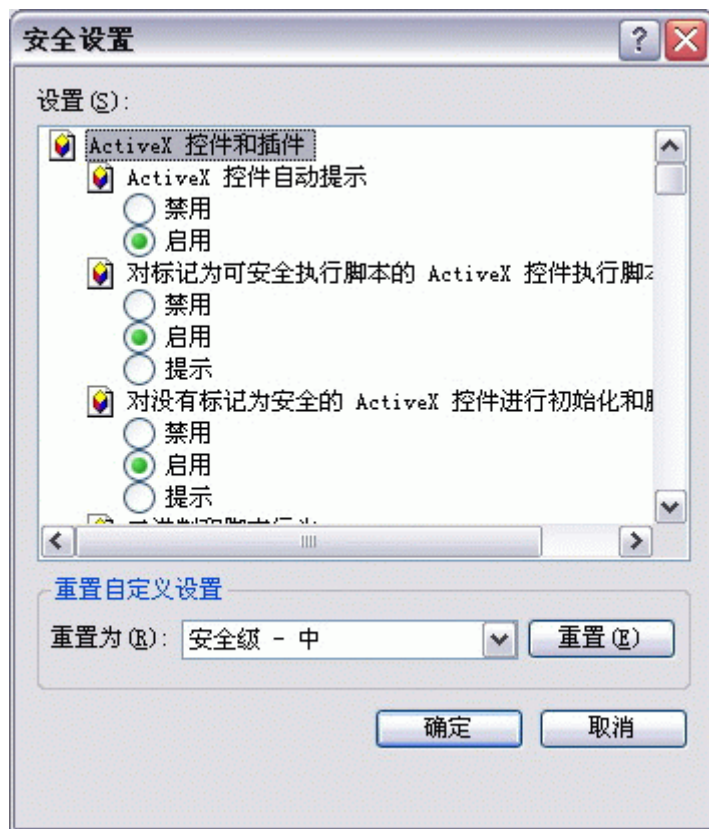 安全设置
设置(S):
ActiveX 控件和插件
ActiveX 控件自动提示
禁用
启用
对标记为可安全执行脚本的 ActiveX 控件执行脚
禁用
启用
提示
对没有标记为安全的 ActiveX 控件进行初始化和
禁用
启用
提示
重置自定义设置
重置为(R): 安全级 - 中 重置(E)
确定 取消